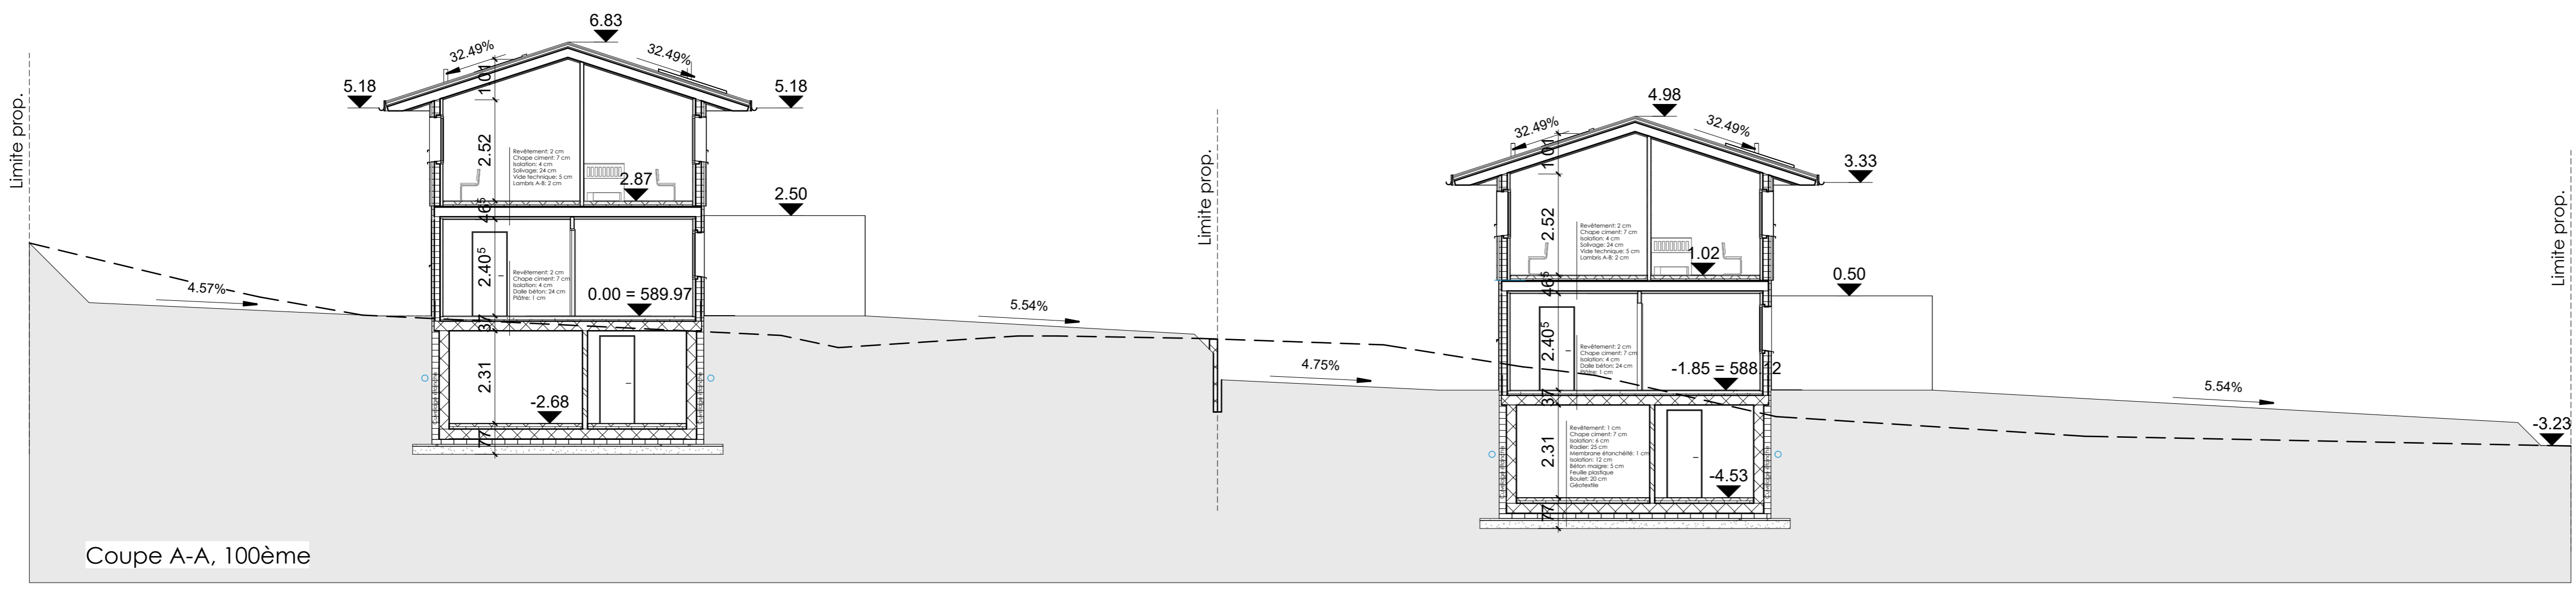 Limite prop.
6.83
32.49%
32.49%
5.18
5.18
1.01
2.52
Revêtement: 2 cm
Chape ciment: 7 cm
Isolation: 4 cm
Solivage: 24 cm
Vide technique: 5 cm
Lambris A-B: 2 cm
2.87
2.50
46⁵
2.40⁵
Revêtement: 2 cm
Chape ciment: 7 cm
Isolation: 4 cm
Dalle béton: 24 cm
Plâtre: 1 cm
0.00 = 589.97
4.57%
37
2.31
-2.68
77
5.54%
Limite prop.
4.75%
4.98
32.49%
32.49%
3.33
1.01
2.52
Revêtement: 2 cm
Chape ciment: 7 cm
Isolation: 4 cm
Solivage: 24 cm
Vide technique: 5 cm
Lambris A-B: 2 cm
1.02
0.50
46⁵
2.40⁵
Revêtement: 2 cm
Chape ciment: 7 cm
Isolation: 4 cm
Dalle béton: 24 cm
Plâtre: 1 cm
-1.85 = 588.12
37
2.31
Revêtement: 1 cm
Chape ciment: 7 cm
Isolation: 6 cm
Radier: 25 cm
Membrane étanchéité: 1 cm
Isolation: 12 cm
Béton maigre: 5 cm
Feuille plastique
Boulet: 20 cm
Géotextile
-4.53
77
5.54%
-3.23
Limite prop.
Coupe A-A, 100ème